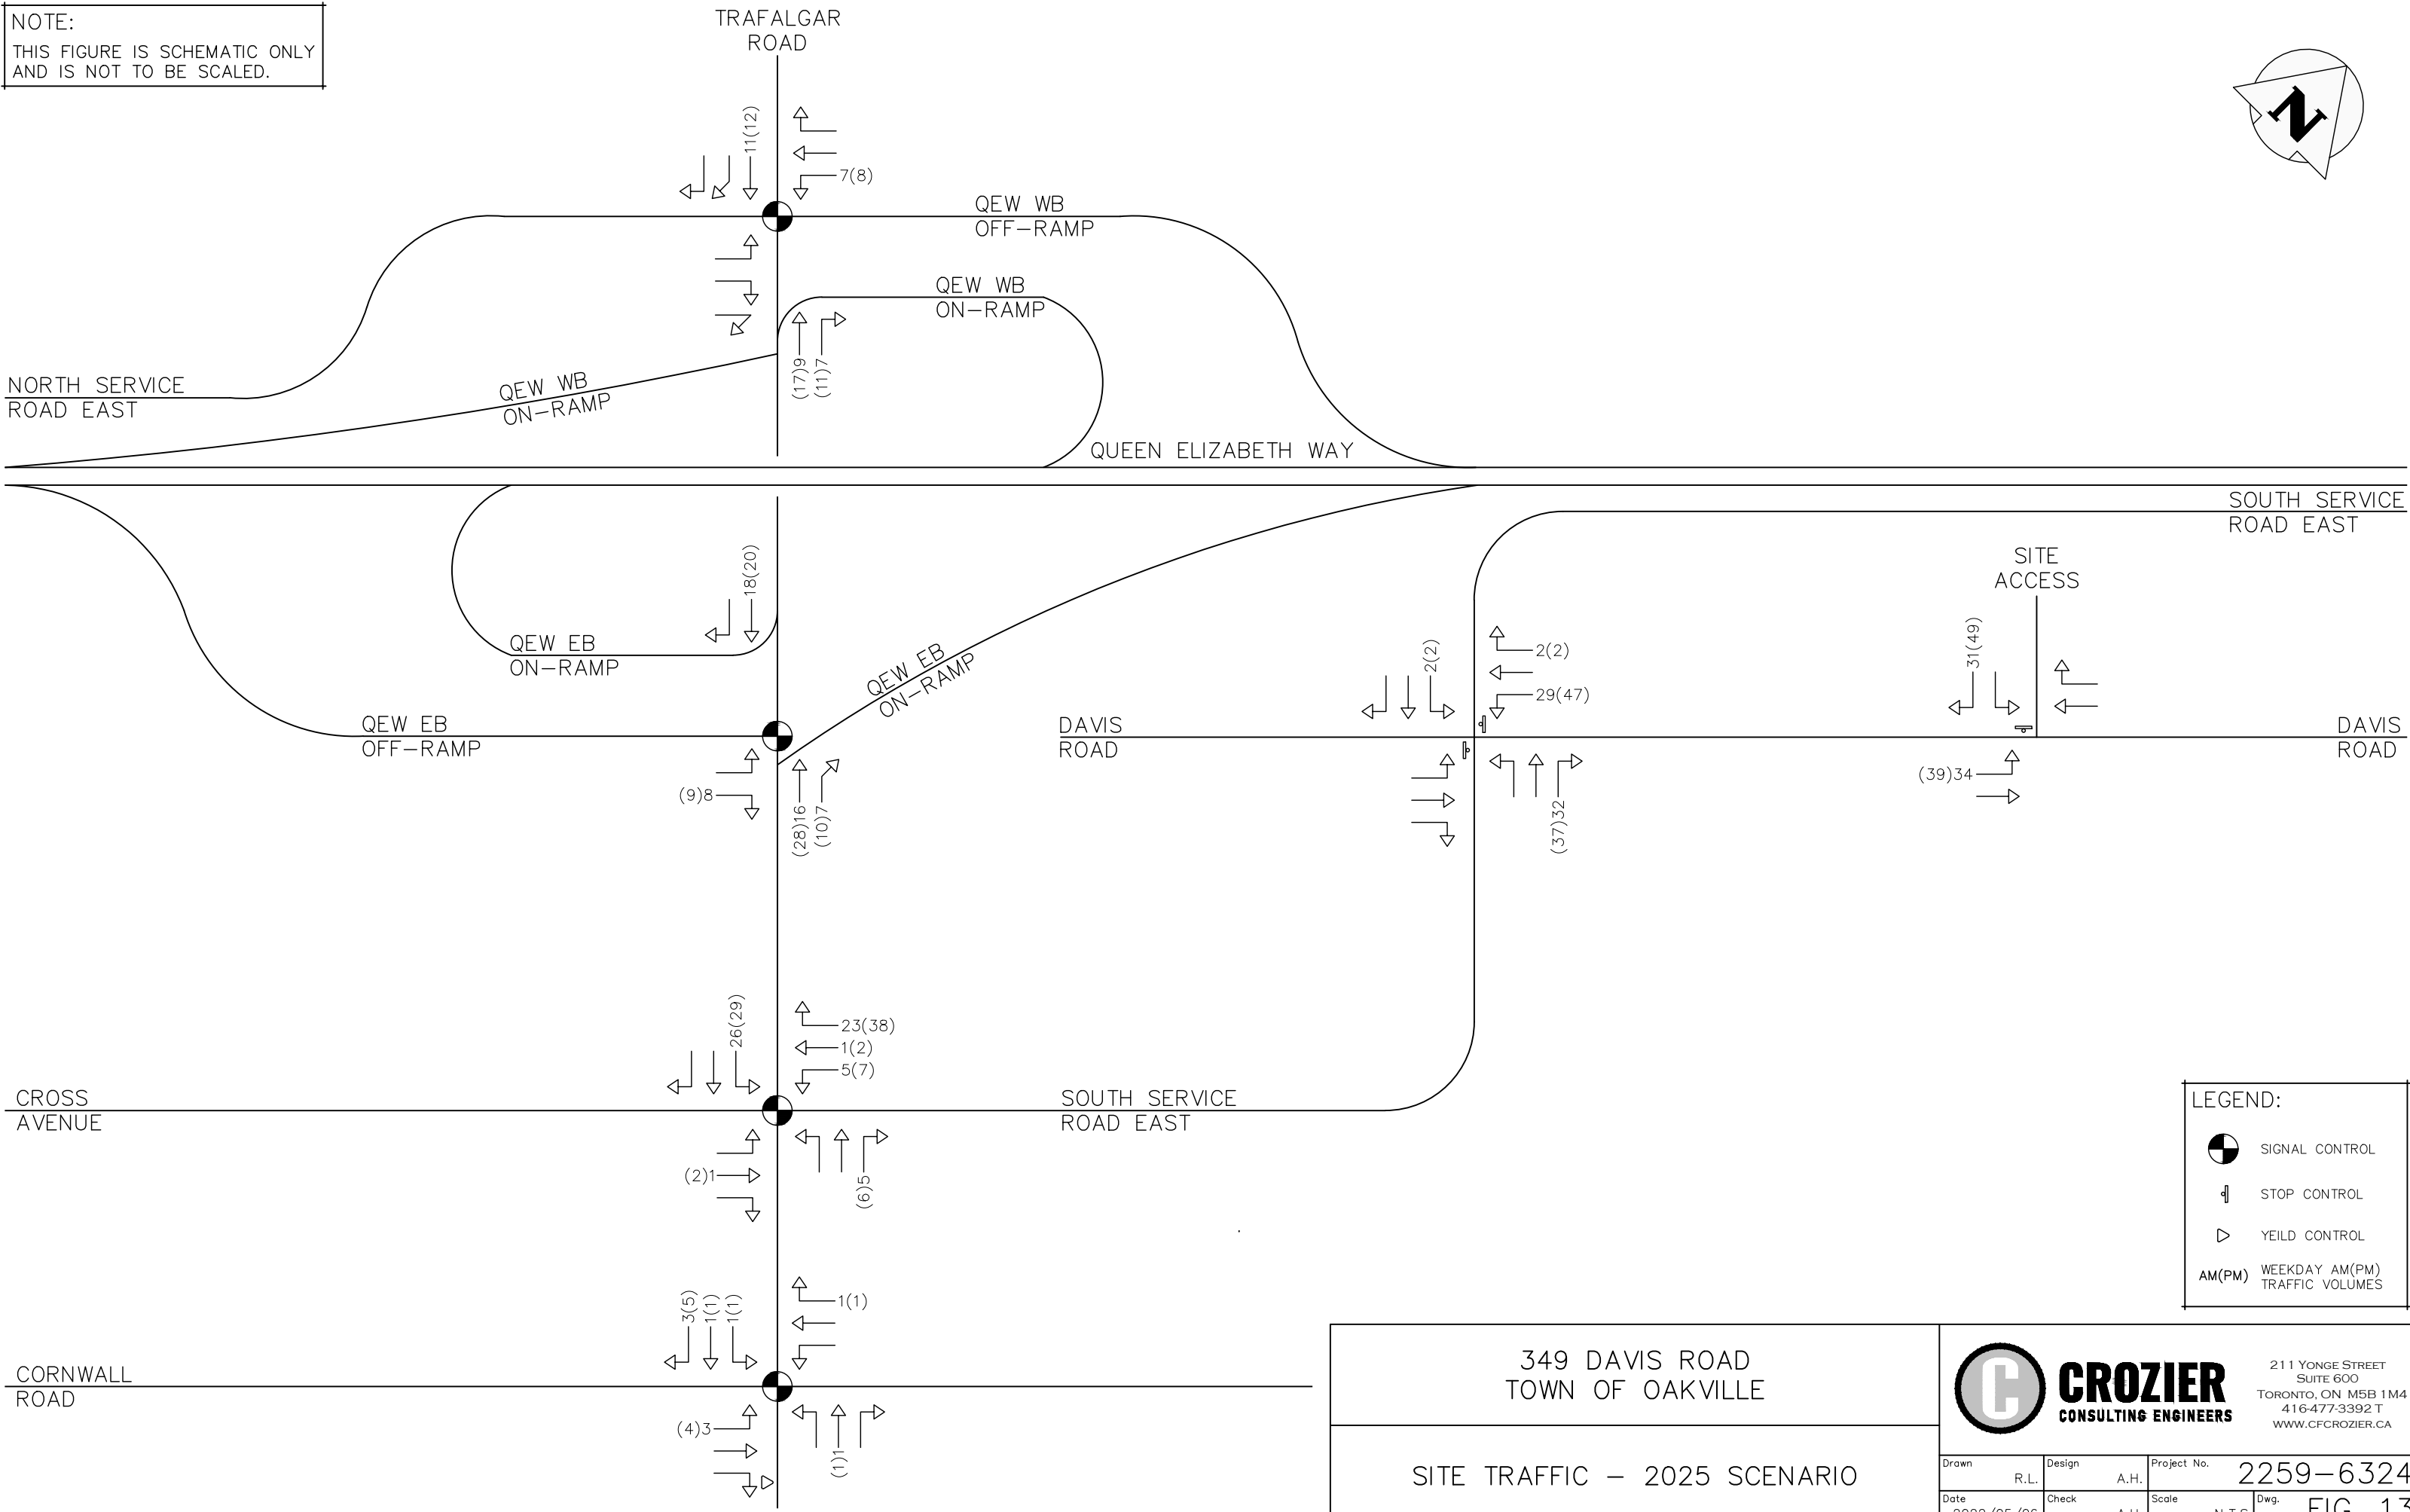 NOTE:
THIS FIGURE IS SCHEMATIC ONLY
AND IS NOT TO BE SCALED.
TRAFALGAR
ROAD
N
11(12)
7(8)
QEW WB
OFF-RAMP
QEW WB
ON-RAMP
(17)9
(11)7
NORTH SERVICE
ROAD EAST
QEW WB
ON-RAMP
QUEEN ELIZABETH WAY
SOUTH SERVICE
ROAD EAST
18(20)
QEW EB
ON-RAMP
QEW EB
ON-RAMP
QEW EB
OFF-RAMP
(9)8
(28)16
(10)7
SITE
ACCESS
2(2)
2(2)
29(47)
31(49)
DAVIS
ROAD
DAVIS
ROAD
(39)34
(37)32
26(29)
23(38)
1(2)
5(7)
CROSS
AVENUE
SOUTH SERVICE
ROAD EAST
(2)1
(6)5
3(5)
1(1)
1(1)
1(1)
CORNWALL
ROAD
(4)3
(1)1
LEGEND:
SIGNAL CONTROL
STOP CONTROL
YEILD CONTROL
AM(PM) WEEKDAY AM(PM)
TRAFFIC VOLUMES
349 DAVIS ROAD
TOWN OF OAKVILLE
SITE TRAFFIC - 2025 SCENARIO
C CROZIER
CONSULTING ENGINEERS
211 YONGE STREET
SUITE 600
TORONTO, ON M5B 1M4
416-477-3392 T
WWW.CFCROZIER.CA
Drawn R.L. Design A.H. Project No. 2259-6324
Date Check Scale Dwg. FIG. 13